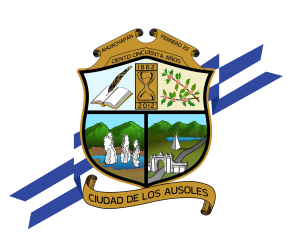 AHUACHAPAN FEBRERO 22
CIENTO CINCUENTA AÑOS
1862
2012
CIUDAD DE LOS AUSOLES